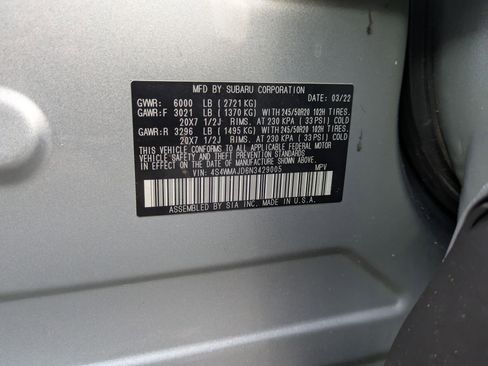 MFD BY SUBARU CORPORATION
DATE: 03/22
GVWR: 6000 LB ( 2721 KG)
GAWR:F 3021 LB ( 1370 KG) WITH 245/50R20 102H TIRES.
20X7 1/2J RIMS. AT 230 KPA ( 33 PSI) COLD
GAWR:R 3296 LB ( 1495 KG) WITH 245/50R20 102H TIRES.
20X7 1/2J RIMS. AT 230 KPA ( 33 PSI) COLD
THIS VEHICLE CONFORMS TO ALL APPLICABLE FEDERAL MOTOR
VEHICLE SAFETY AND THEFT PREVENTION STANDARDS
IN EFFECT ON THE DATE OF MANUFACTURE SHOWN ABOVE.
VIN: 4S4WMAJD6N3429005 MPV
ASSEMBLED BY SIA INC. MADE IN U.S.A.